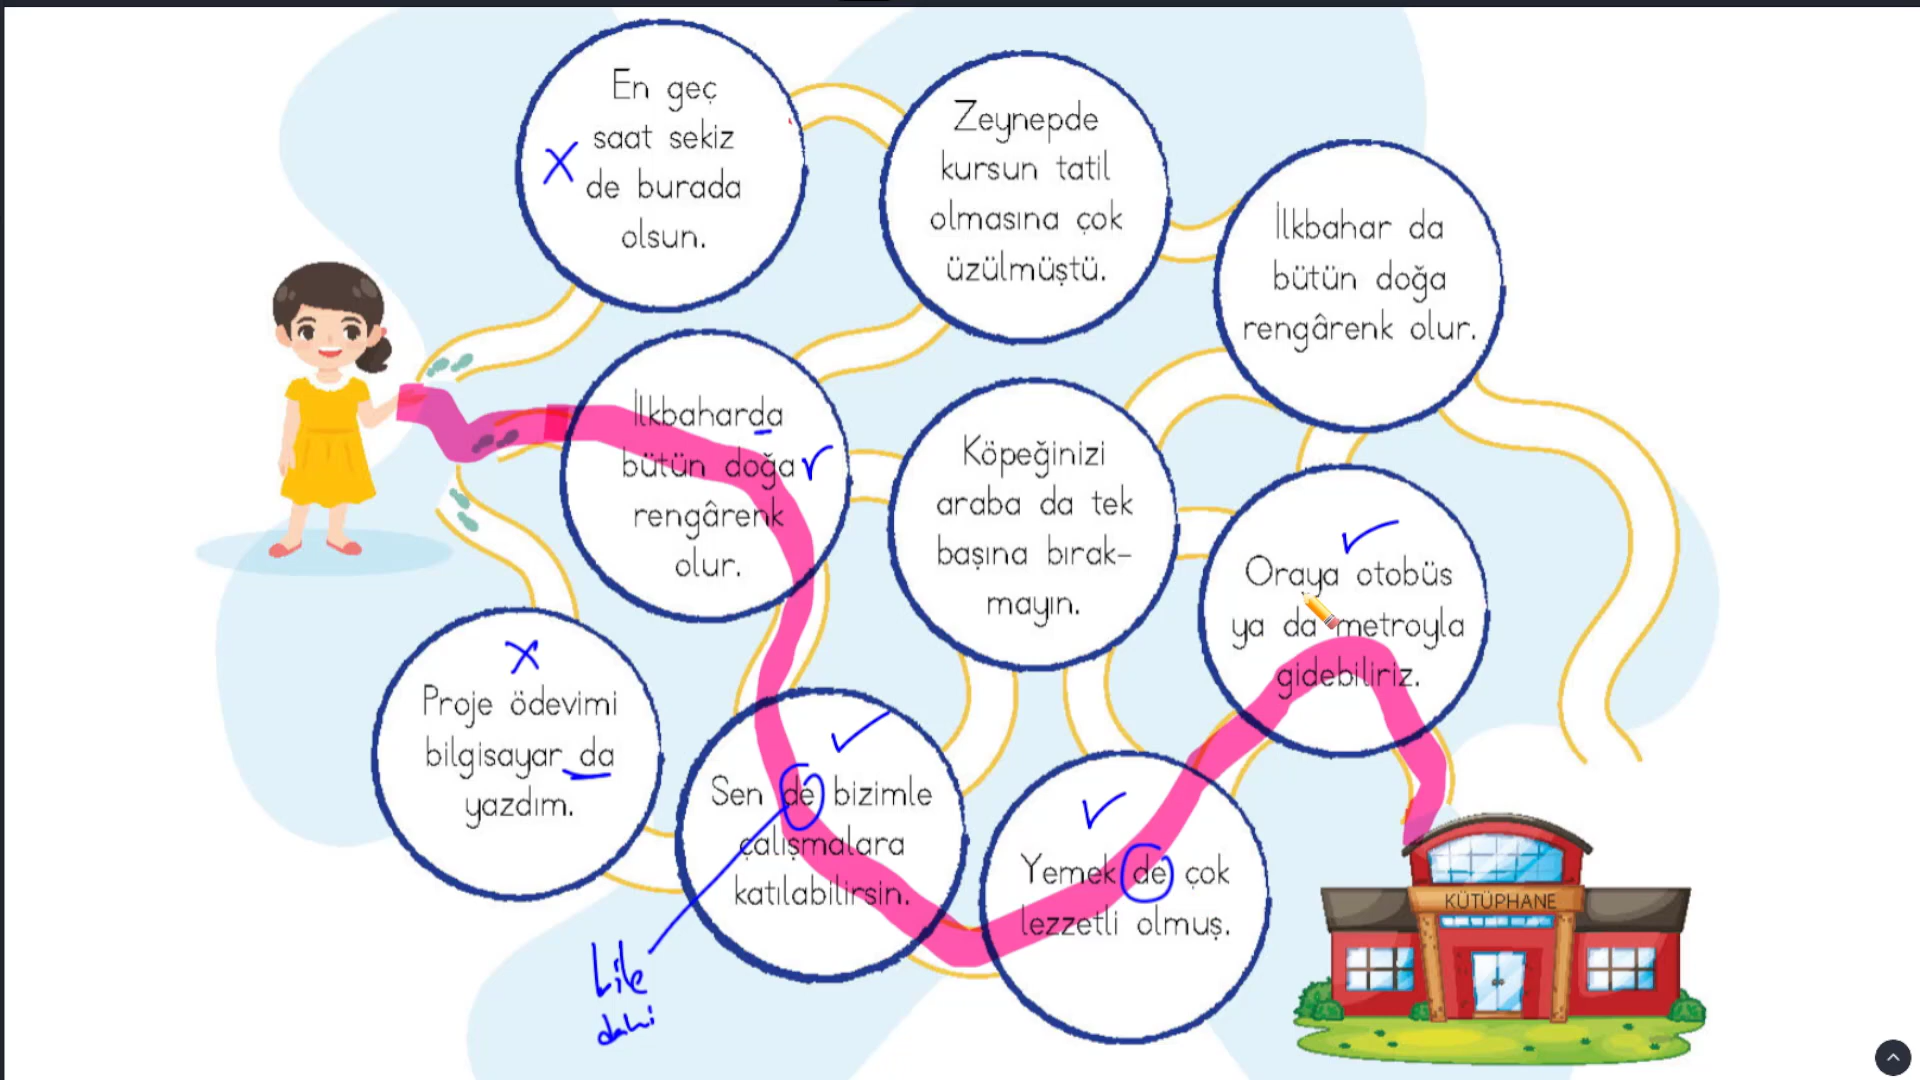 En geç
saat sekiz
de burada
olsun.
Zeynepde
kursun tatil
olmasına çok
üzülmüştü.
İlkbahar da
bütün doğa
rengârenk olur.
İlkbaharda
bütün doğa
rengârenk
olur.
Köpeğinizi
araba da tek
başına bırak-
mayın.
Oraya otobüs
ya da metroyla
gidebiliriz.
Proje ödevimi
bilgisayar da
yazdım.
Sen de bizimle
çalışmalara
katılabilirsin.
Yemek de çok
lezzetli olmuş.
KÜTÜPHANE
dahi